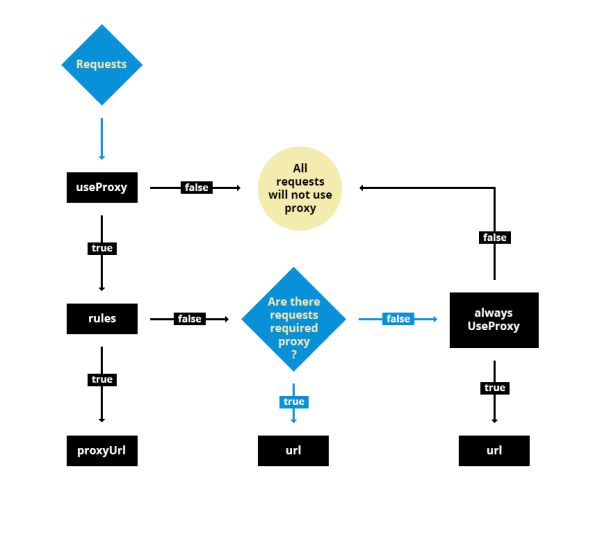 Requests
useProxy
false
All
requests
will not use
proxy
true
false
rules
false
Are there
requests
required
proxy
?
false
always
UseProxy
true
true
true
proxyUrl
url
url